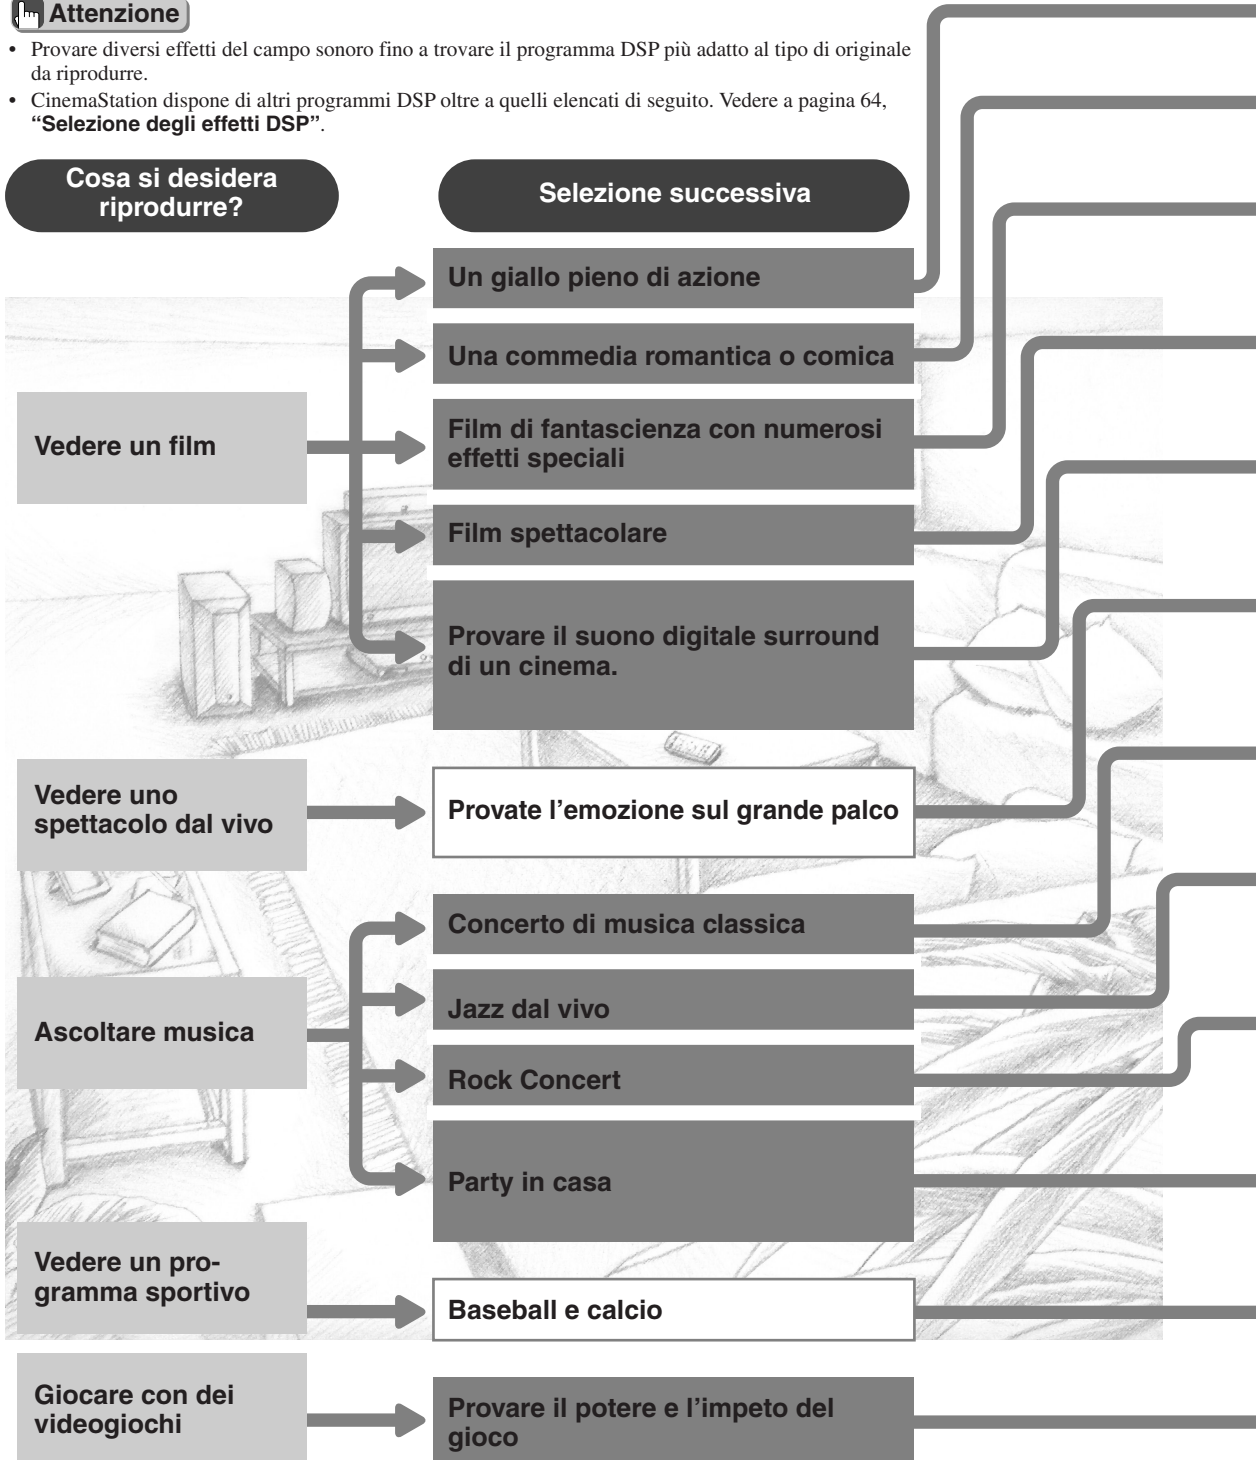 Attenzione
• Provare diversi effetti del campo sonoro fino a trovare il programma DSP più adatto al tipo di originale
da riprodurre.
• CinemaStation dispone di altri programmi DSP oltre a quelli elencati di seguito. Vedere a pagina 64,
“Selezione degli effetti DSP”.
Cosa si desidera
riprodurre?
Selezione successiva
Vedere un film
Un giallo pieno di azione
Una commedia romantica o comica
Film di fantascienza con numerosi
effetti speciali
Film spettacolare
Provare il suono digitale surround
di un cinema.
Vedere uno
spettacolo dal vivo
Provate l’emozione sul grande palco
Ascoltare musica
Concerto di musica classica
Jazz dal vivo
Rock Concert
Party in casa
Vedere un pro-
gramma sportivo
Baseball e calcio
Giocare con dei
videogiochi
Provare il potere e l’impeto del
gioco